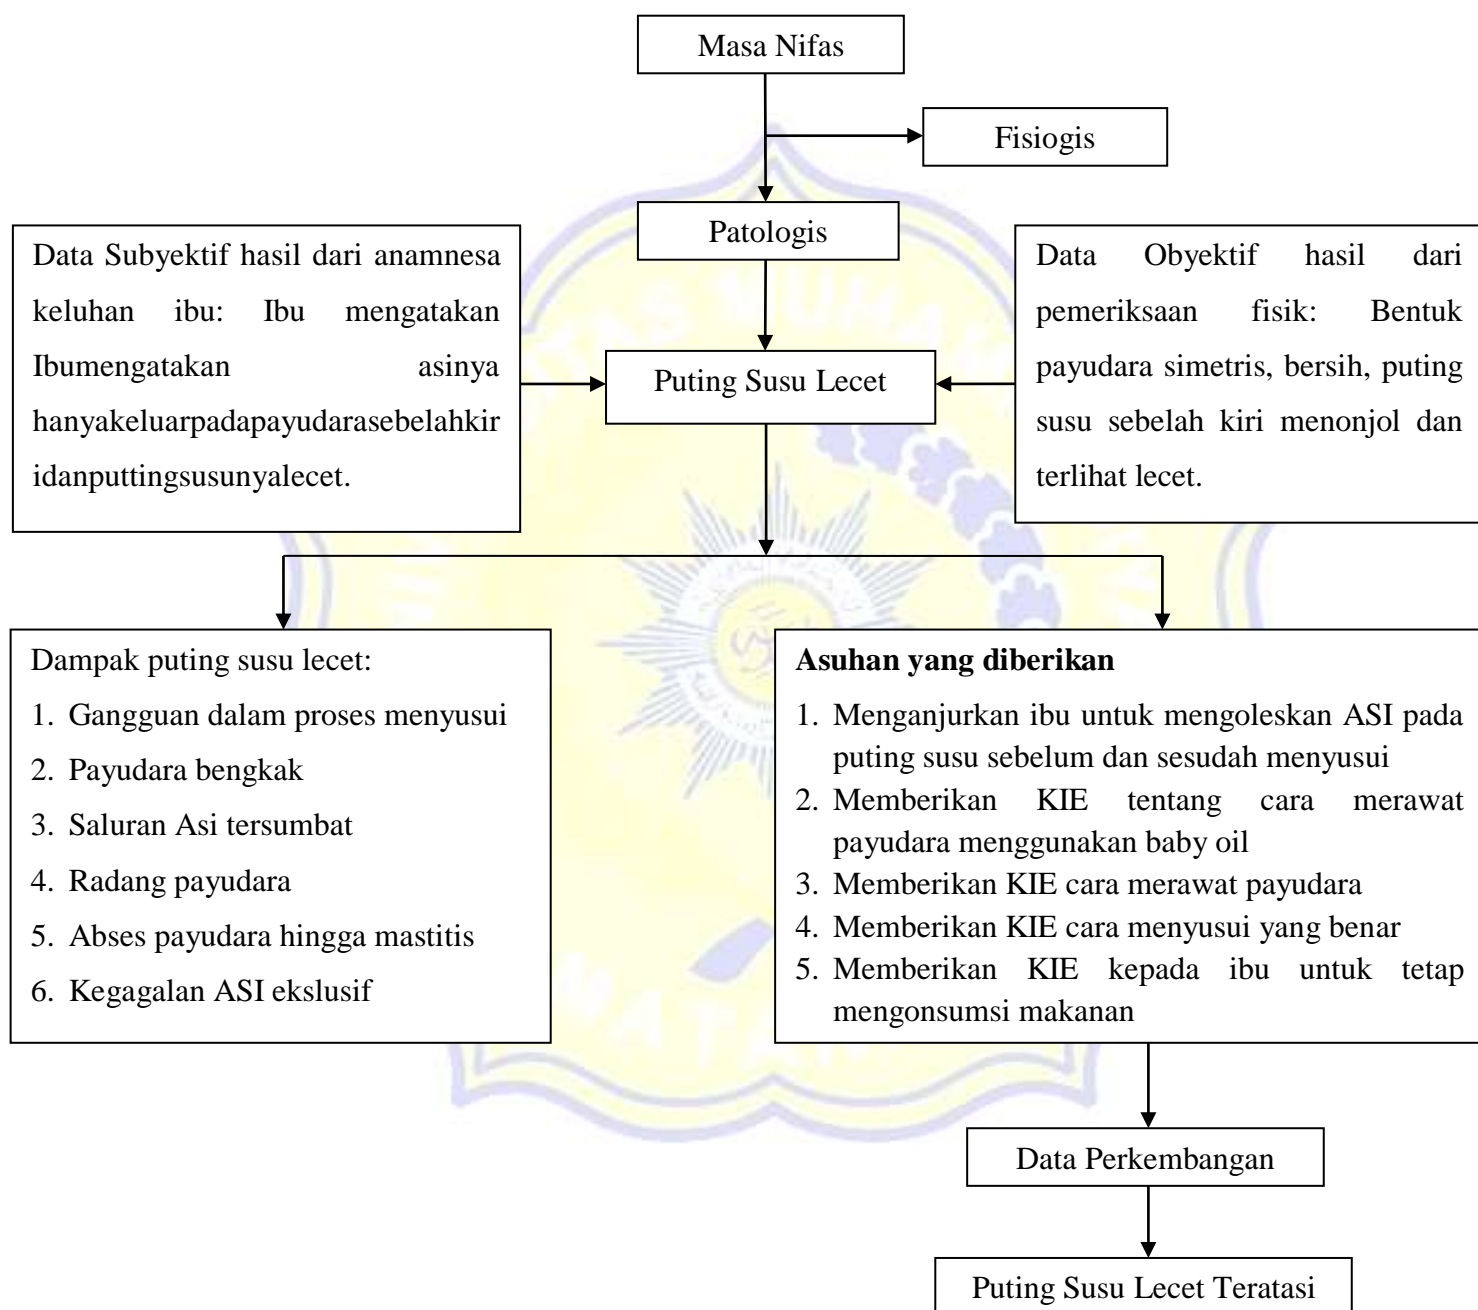 Masa Nifas
Fisiogis
Patologis
Data Subyektif hasil dari anamnesa
keluhan ibu: Ibu mengatakan
Ibumengatakan asinya
hanyakeluarpadapayudarasebelahkir
idanputtingsusunyalecet.
Puting Susu Lecet
Data Obyektif hasil dari
pemeriksaan fisik: Bentuk
payudara simetris, bersih, puting
susu sebelah kiri menonjol dan
terlihat lecet.
Dampak puting susu lecet:
1. Gangguan dalam proses menyusui
2. Payudara bengkak
3. Saluran Asi tersumbat
4. Radang payudara
5. Abses payudara hingga mastitis
6. Kegagalan ASI ekslusif
Asuhan yang diberikan
1. Menganjurkan ibu untuk mengoleskan ASI pada
puting susu sebelum dan sesudah menyusui
2. Memberikan KIE tentang cara merawat
payudara menggunakan baby oil
3. Memberikan KIE cara merawat payudara
4. Memberikan KIE cara menyusui yang benar
5. Memberikan KIE kepada ibu untuk tetap
mengonsumsi makanan
Data Perkembangan
Puting Susu Lecet Teratasi